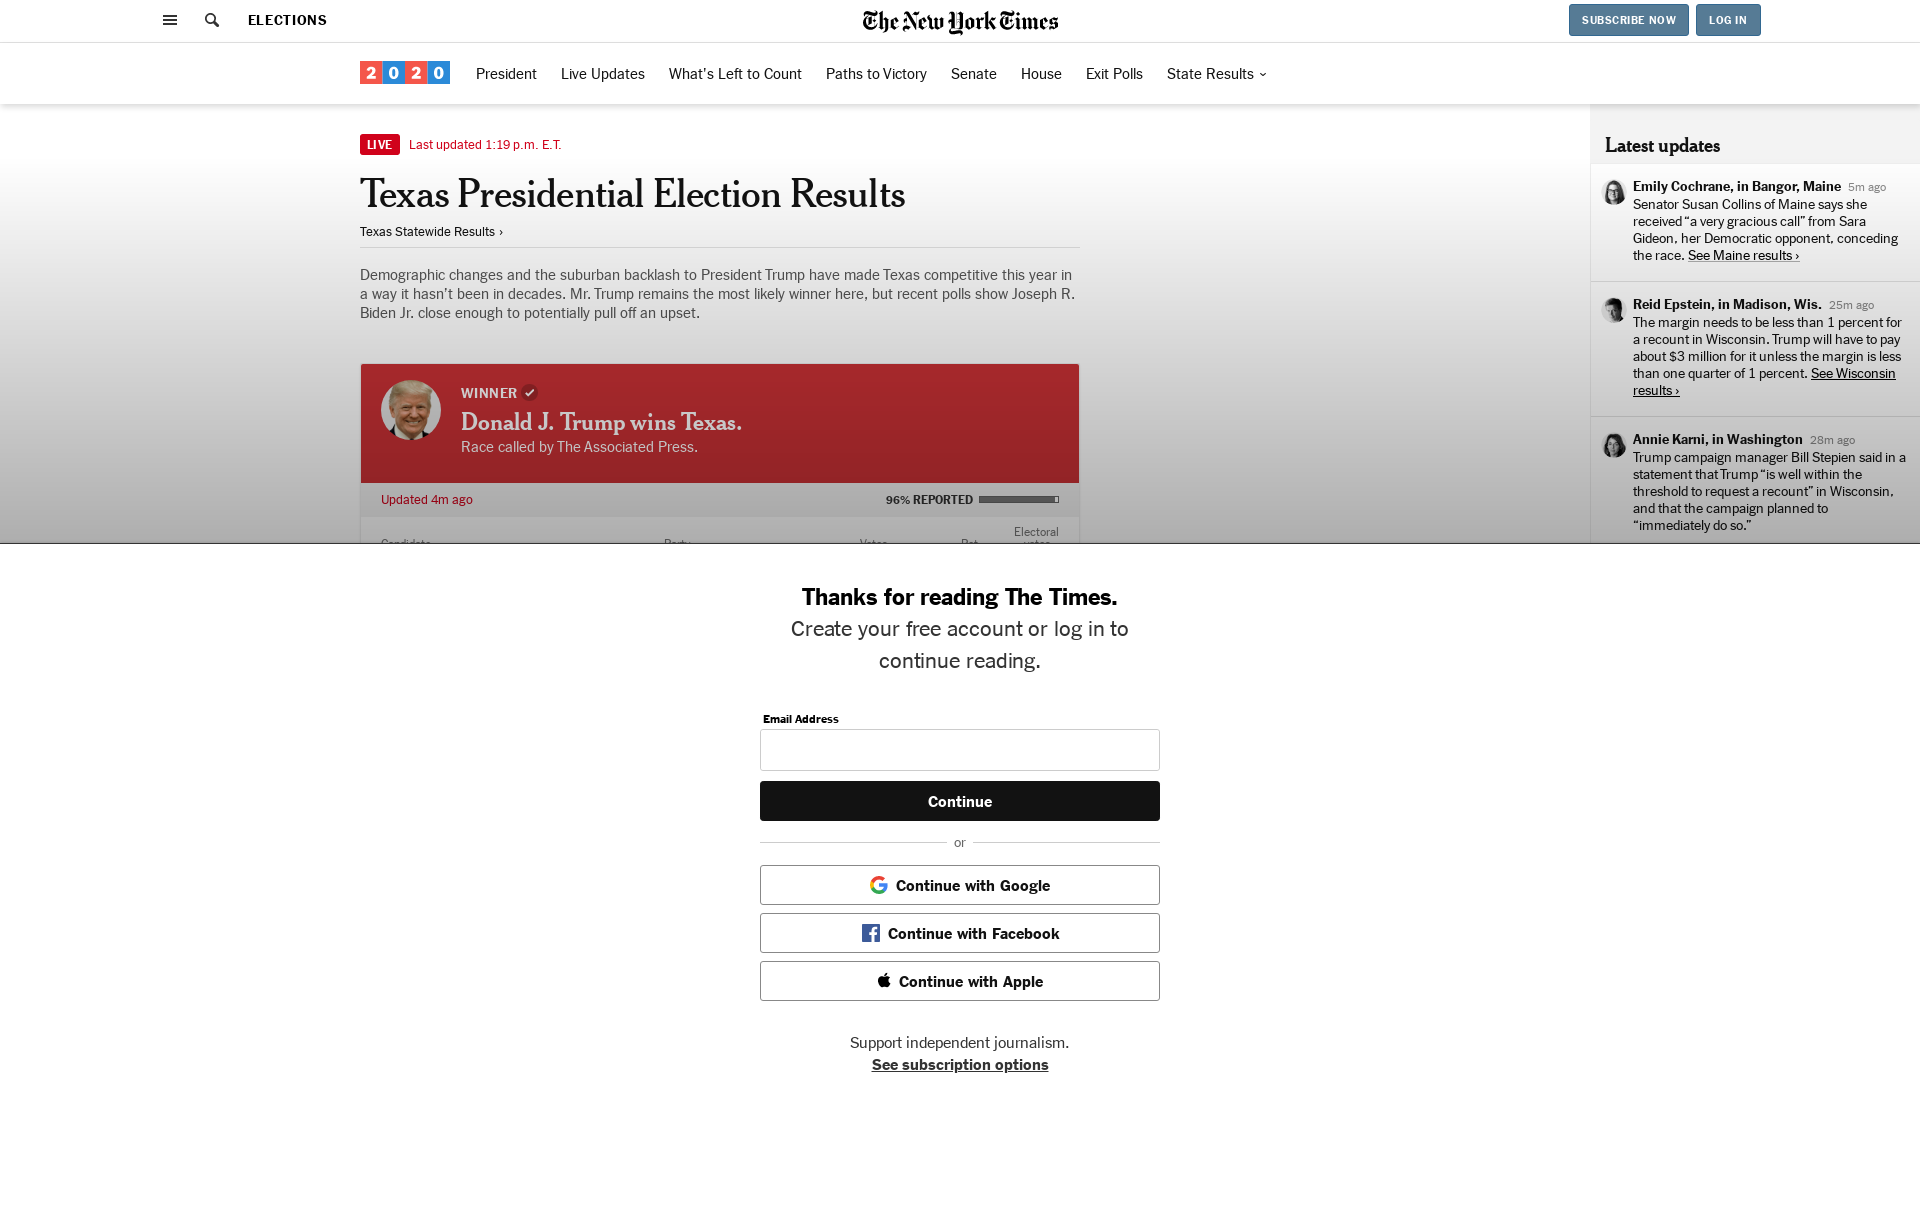 ELECTIONS
The New York Times
SUBSCRIBE NOW
LOG IN
2020
President
Live Updates
What's Left to Count
Paths to Victory
Senate
House
Exit Polls
State Results
LIVE
Last updated 1:19 p.m. E.T.
Texas Presidential Election Results
Texas Statewide Results ›
Demographic changes and the suburban backlash to President Trump have made Texas competitive this year in
a way it hasn't been in decades. Mr. Trump remains the most likely winner here, but recent polls show Joseph R.
Biden Jr. close enough to potentially pull off an upset.
WINNER
Donald J. Trump wins Texas.
Race called by The Associated Press.
Updated 4m ago
96% REPORTED
Electoral
Latest updates
Emily Cochrane, in Bangor, Maine 5m ago
Senator Susan Collins of Maine says she
received “a very gracious call” from Sara
Gideon, her Democratic opponent, conceding
the race. See Maine results ›
Reid Epstein, in Madison, Wis. 25m ago
The margin needs to be less than 1 percent for
a recount in Wisconsin. Trump will have to pay
about $3 million for it unless the margin is less
than one quarter of 1 percent. See Wisconsin
results ›
Annie Karni, in Washington 28m ago
Trump campaign manager Bill Stepien said in a
statement that Trump “is well within the
threshold to request a recount” in Wisconsin,
and that the campaign planned to
“immediately do so.”
Thanks for reading The Times.
Create your free account or log in to
continue reading.
Email Address
Continue
or
Continue with Google
Continue with Facebook
Continue with Apple
Support independent journalism.
See subscription options